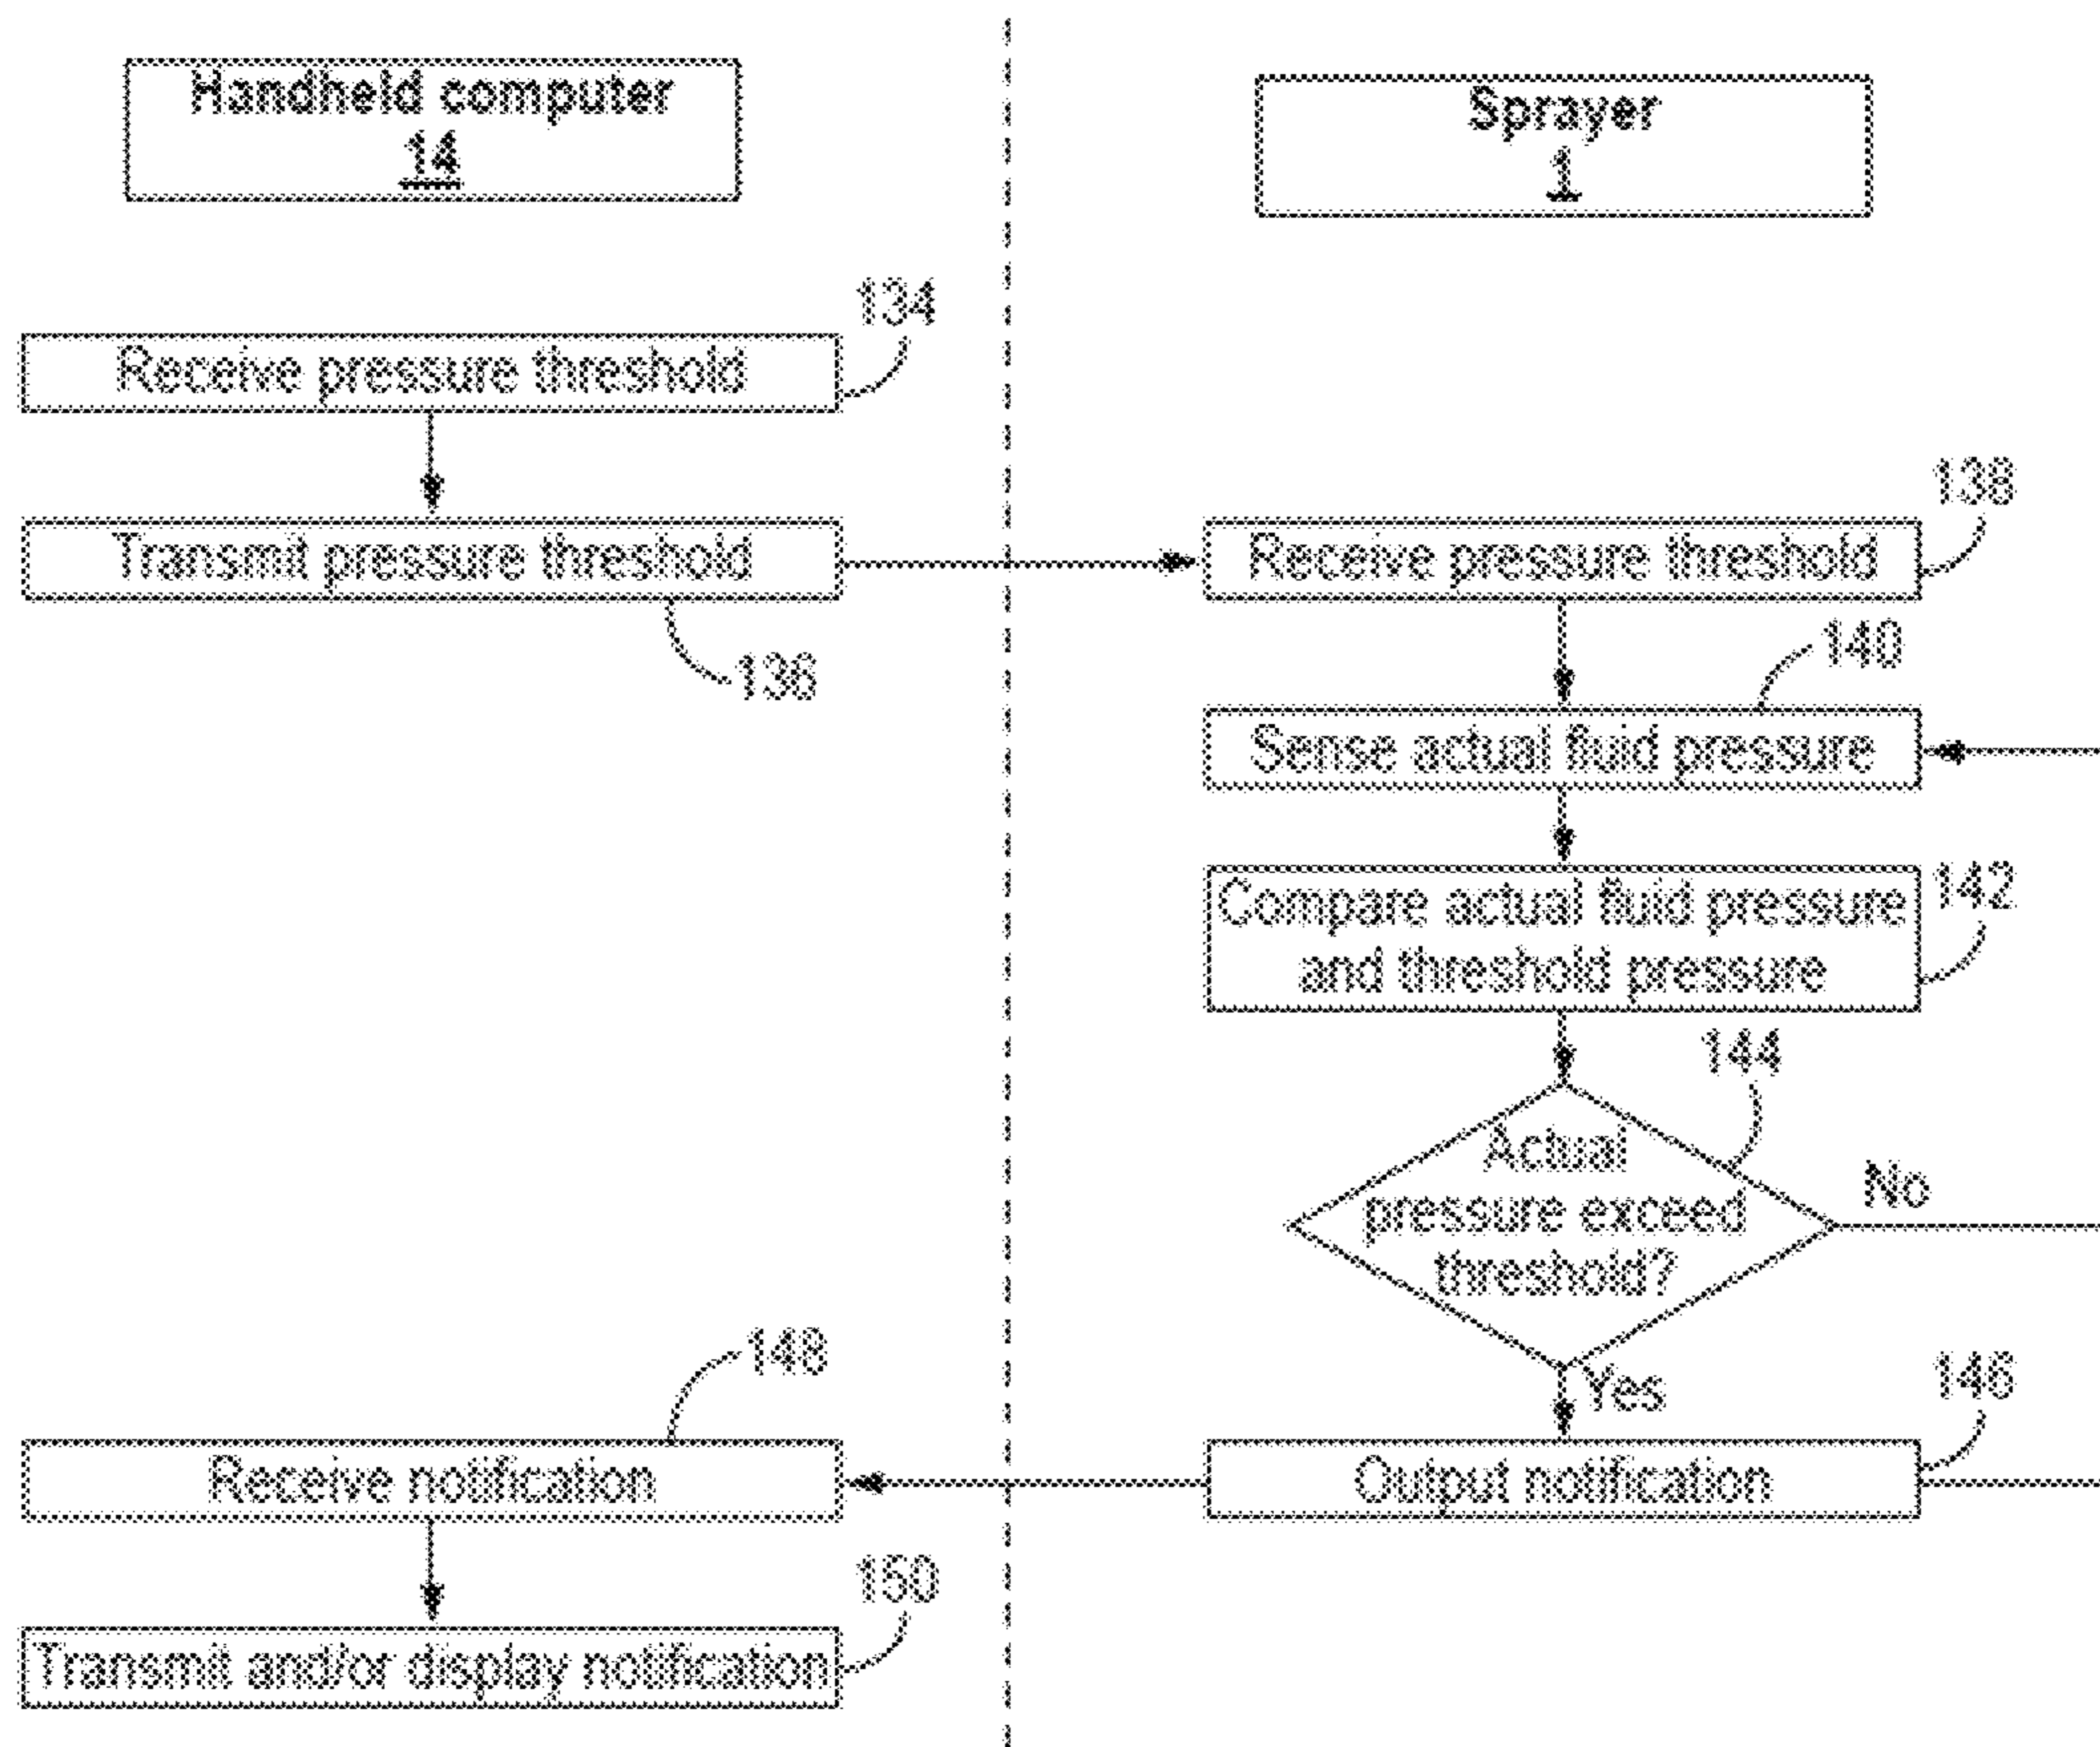 Handheld computer
14
Sprayer
1
134
Receive pressure threshold
138
Transmit pressure threshold
Receive pressure threshold
136
140
Sense actual fluid pressure
142
Compare actual fluid pressure
and threshold pressure
144
Actual
pressure exceed
threshold?
No
Yes
148
146
Receive notification
Output notification
150
Transmit and/or display notification